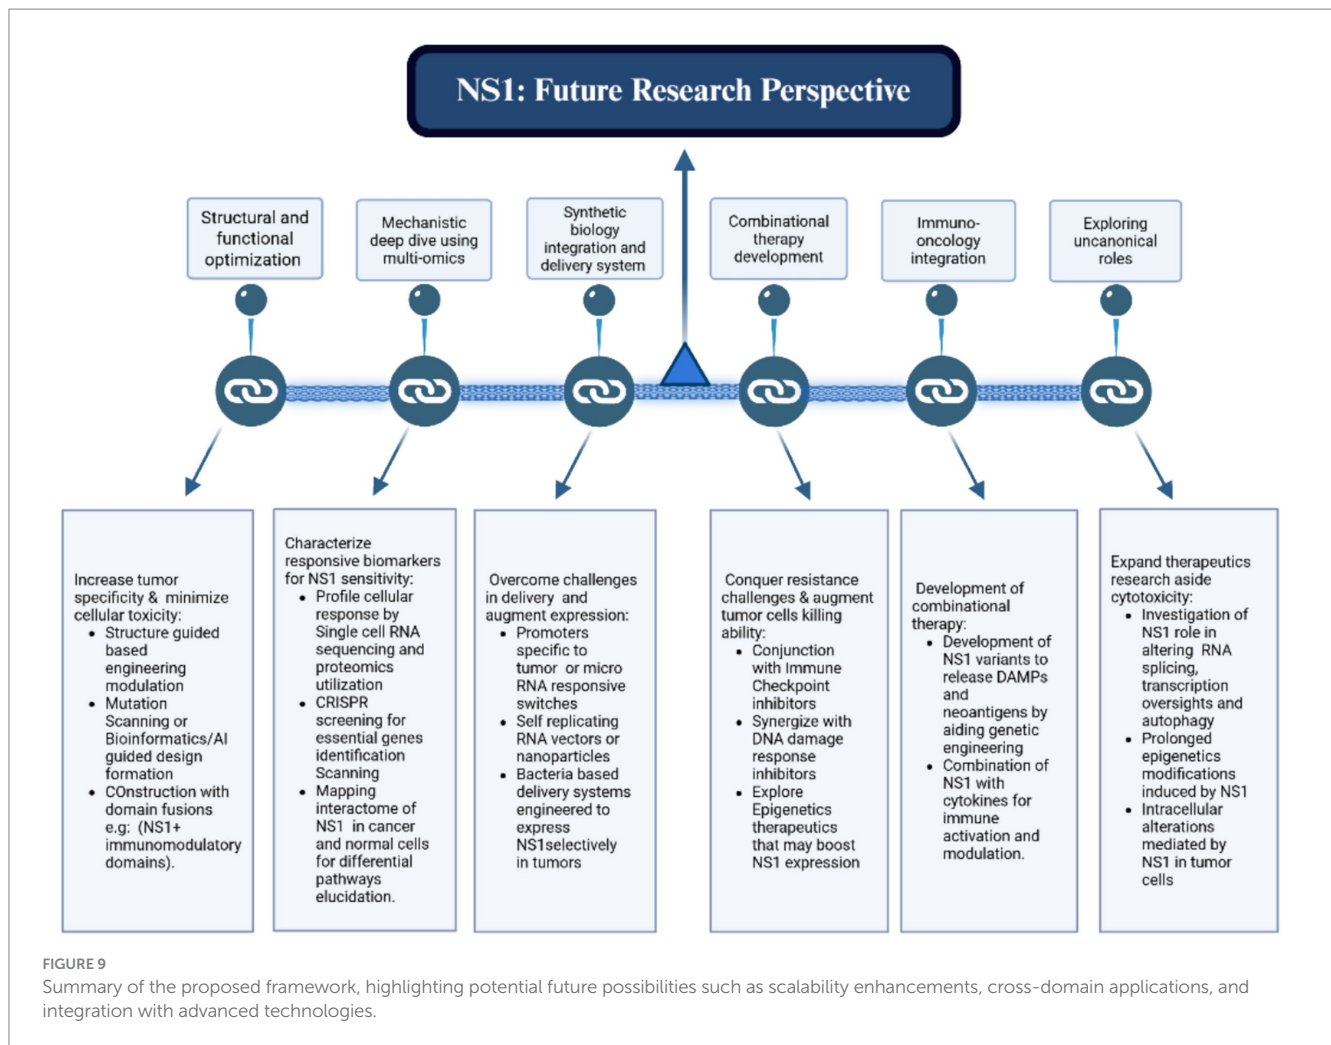 NS1: Future Research Perspective
Structural and
functional
optimization
Mechanistic
deep dive using
multi-omics
Synthetic
biology
integration and
delivery system
Combinational
therapy
development
Immuno-
oncology
integration
Exploring
uncanonical
roles
Increase tumor
specificity & minimize
cellular toxicity:
• Structure guided
based
engineering
modulation
• Mutation
Scanning or
Bioinformatics/AI
guided design
formation
• COnstruction with
domain fusions
e.g: (NS1+
immunomodulatory
domains).
Characterize
responsive biomarkers
for NS1 sensitivity:
• Profile cellular
response by
Single cell RNA
sequencing and
proteomics
utilization
• CRISPR
screening for
essential genes
identification
Scanning
• Mapping
interactome of
NS1 in cancer
and normal cells
for differential
pathways
elucidation.
Overcome challenges
in delivery and
augment expression:
• Promoters
specific to
tumor or micro
RNA responsive
switches
• Self replicating
RNA vectors or
nanoparticles
• Bacteria based
delivery systems
engineered to
express
NS1selectively
in tumors
Conquer resistance
challenges & augment
tumor cells killing
ability:
• Conjunction
with Immune
Checkpoint
inhibitors
• Synergize with
DNA damage
response
inhibitors
• Explore
Epigenetics
therapeutics
that may boost
NS1 expression
Development of
combinational
therapy:
• Development of
NS1 variants to
release DAMPs
and
neoantigens by
aiding genetic
engineering
• Combination of
NS1 with
cytokines for
immune
activation and
modulation.
Expand therapeutics
research aside
cytotoxicity:
• Investigation of
NS1 role in
altering RNA
splicing,
transcription
oversights and
autophagy
• Prolonged
epigenetics
modifications
induced by NS1
• Intracellular
alterations
mediated by
NS1 in tumor
cells
FIGURE 9
Summary of the proposed framework, highlighting potential future possibilities such as scalability enhancements, cross-domain applications, and
integration with advanced technologies.